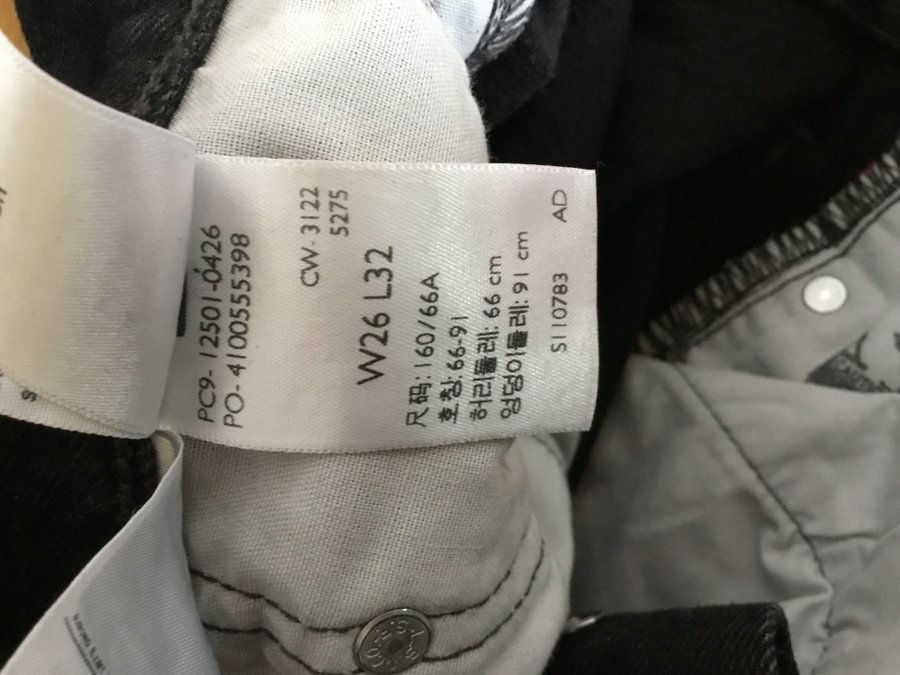 PC9- 12501-0426
PO- 4100555398
CW- 3122
5275
W26 L32
尺码: 160/66A
호칭: 66-91
허리둘레: 66 cm
엉덩이둘레: 91 cm
S110783 AD